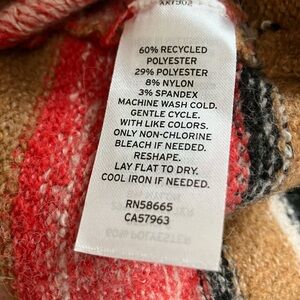 60% RECYCLED
POLYESTER
29% POLYESTER
8% NYLON
3% SPANDEX
MACHINE WASH COLD.
GENTLE CYCLE.
WITH LIKE COLORS.
ONLY NON-CHLORINE
BLEACH IF NEEDED.
RESHAPE.
LAY FLAT TO DRY.
COOL IRON IF NEEDED.
RN58665
CA57963